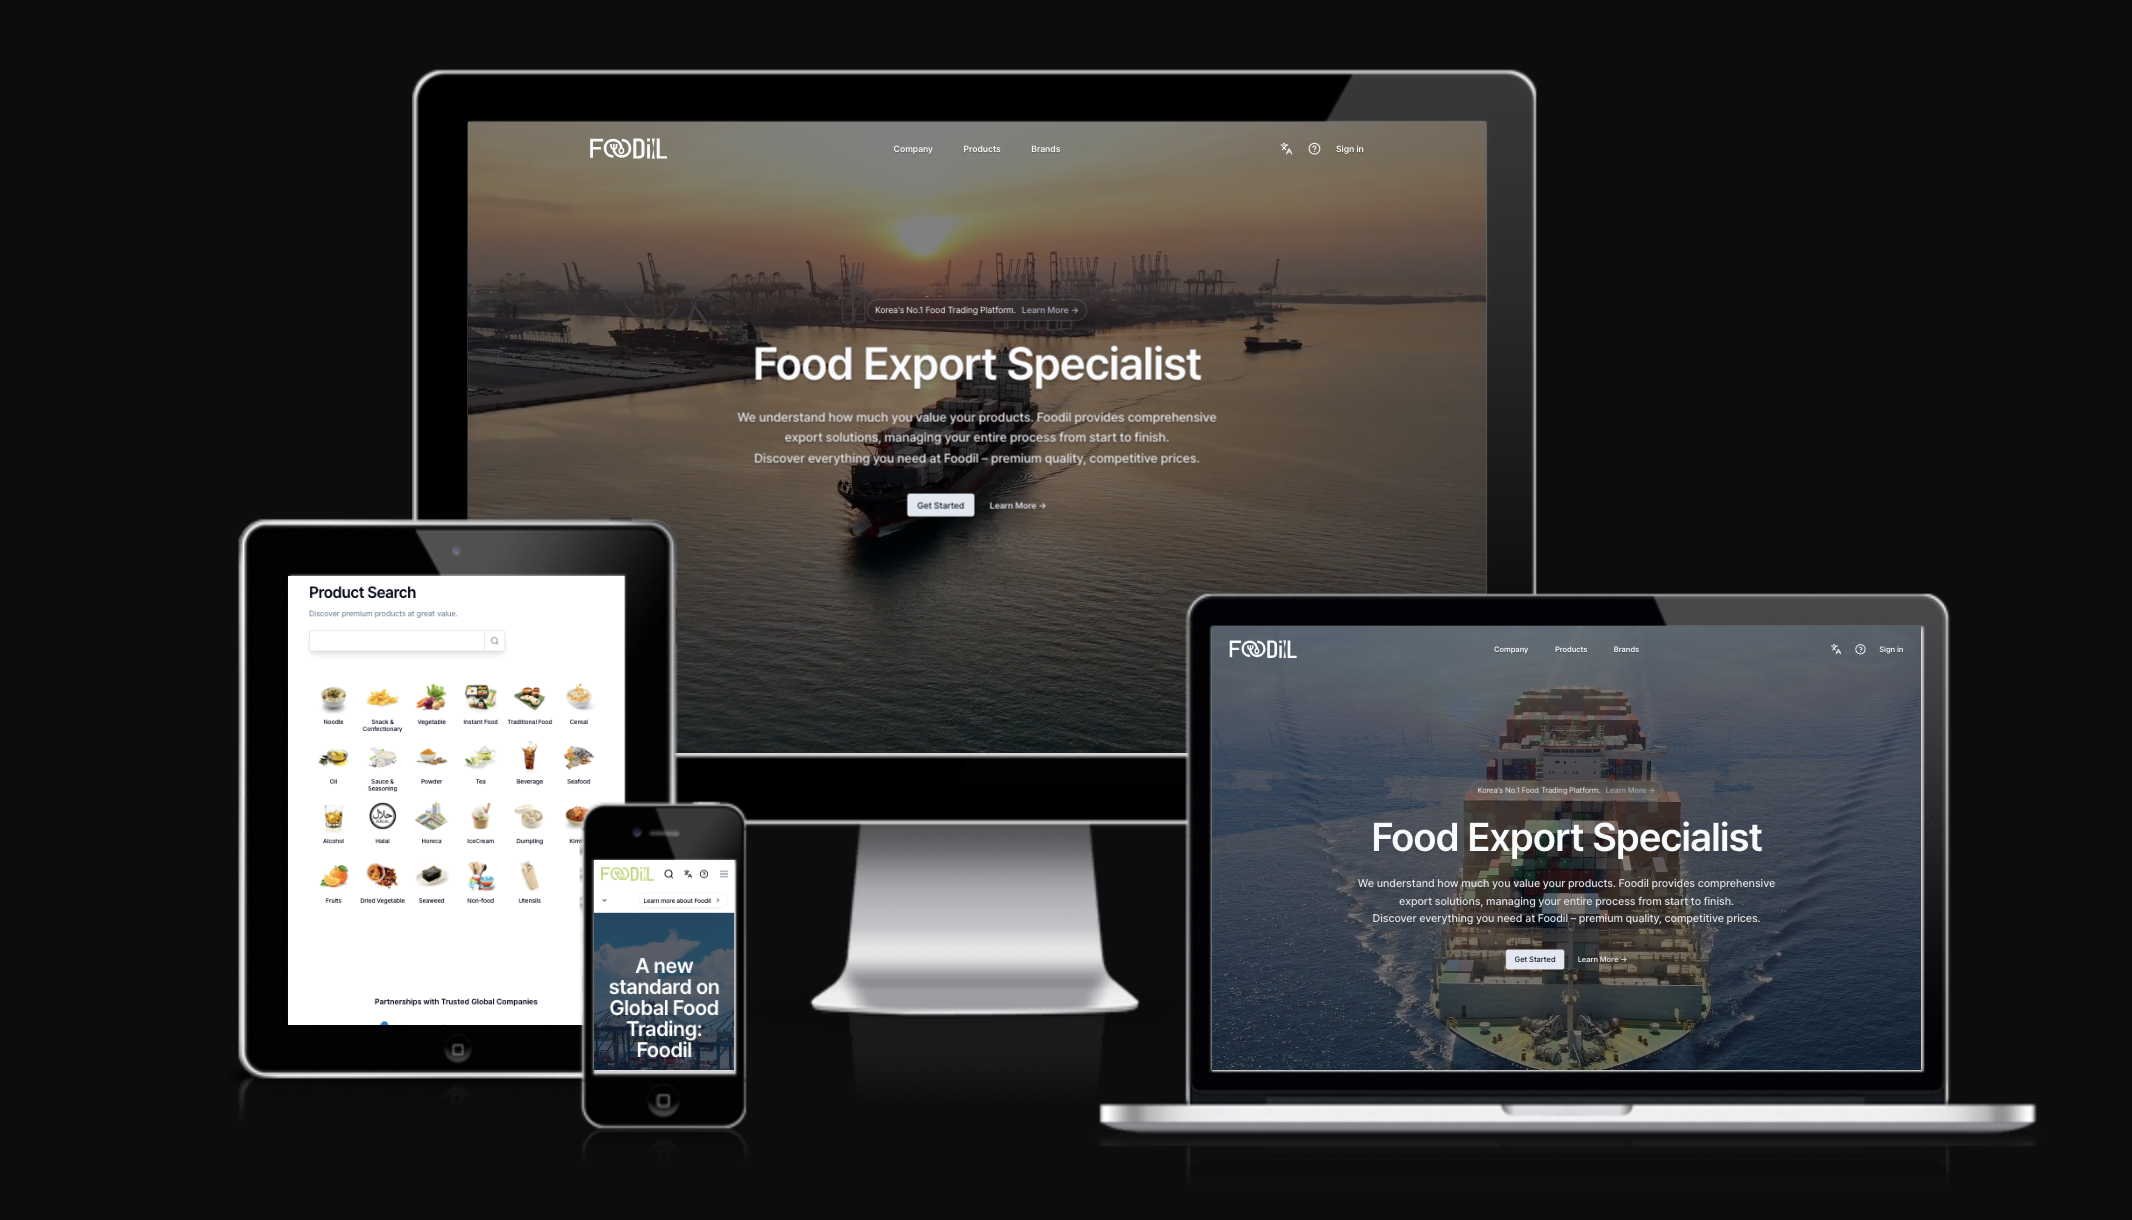 FOODiL
Company Products Brands
Sign in
Korea's No.1 Food Trading Platform. Learn More →
Food Export Specialist
We understand how much you value your products. Foodil provides comprehensive
export solutions, managing your entire process from start to finish.
Discover everything you need at Foodil – premium quality, competitive prices.
Get Started Learn More →
Product Search
Discover premium products at great value.
Noodle Snack & Vegetable Instant Food Traditional Food Cereal
Confectionary
Oil Sauce & Powder Tea Beverage Seafood
Seasoning
حلال
HALAL
Alcohol Halal Horeca IceCream Dumpling
Fruits Dried Vegetable Seaweed Non-food Utensils
Partnerships with Trusted Global Companies
FOODiL
Learn more about Foodil >
A new
standard on
Global Food
Trading:
Foodil
FOODiL
Company Products Brands
Sign in
Korea's No.1 Food Trading Platform. Learn More →
Food Export Specialist
We understand how much you value your products. Foodil provides comprehensive
export solutions, managing your entire process from start to finish.
Discover everything you need at Foodil – premium quality, competitive prices.
Get Started Learn More →